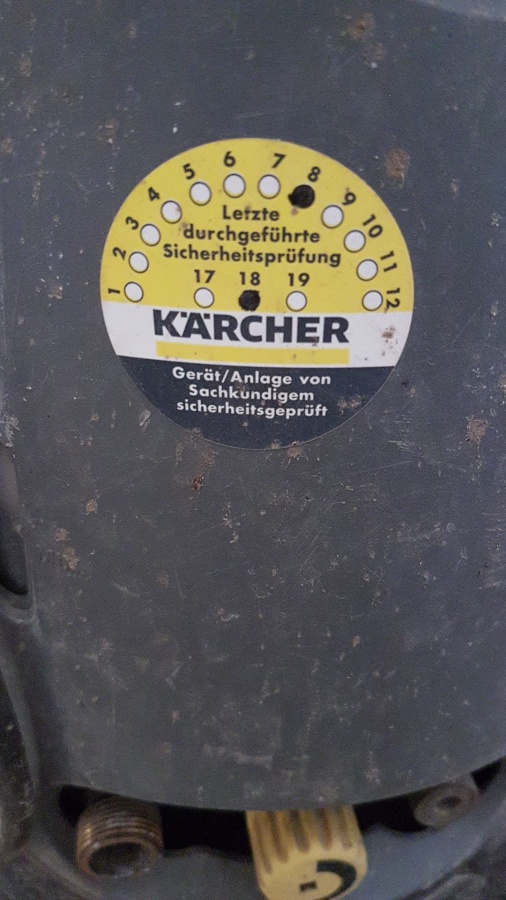 1 2 3 4 5 6 7 8 9 10 11 12
Letzte
durchgeführte
Sicherheitsprüfung
17 18 19
KÄRCHER
Gerät/Anlage von
Sachkundigem
sicherheitsgeprüft